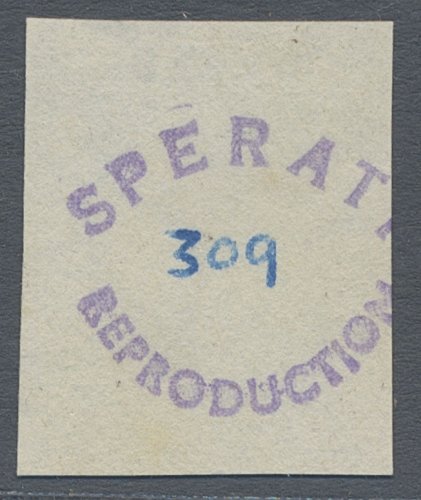 SPERAT
309
REPRODUCTION